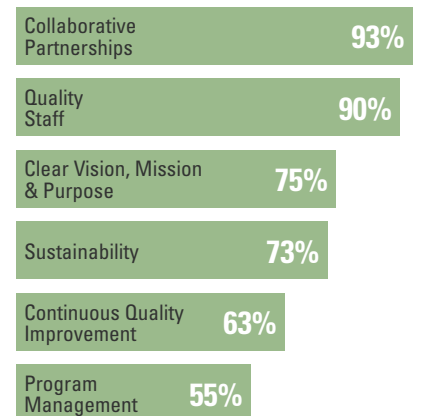 Collaborative
Partnerships
93%
Quality
Staff
90%
Clear Vision, Mission
& Purpose
75%
Sustainability
73%
Continuous Quality
Improvement
63%
Program
Management
55%